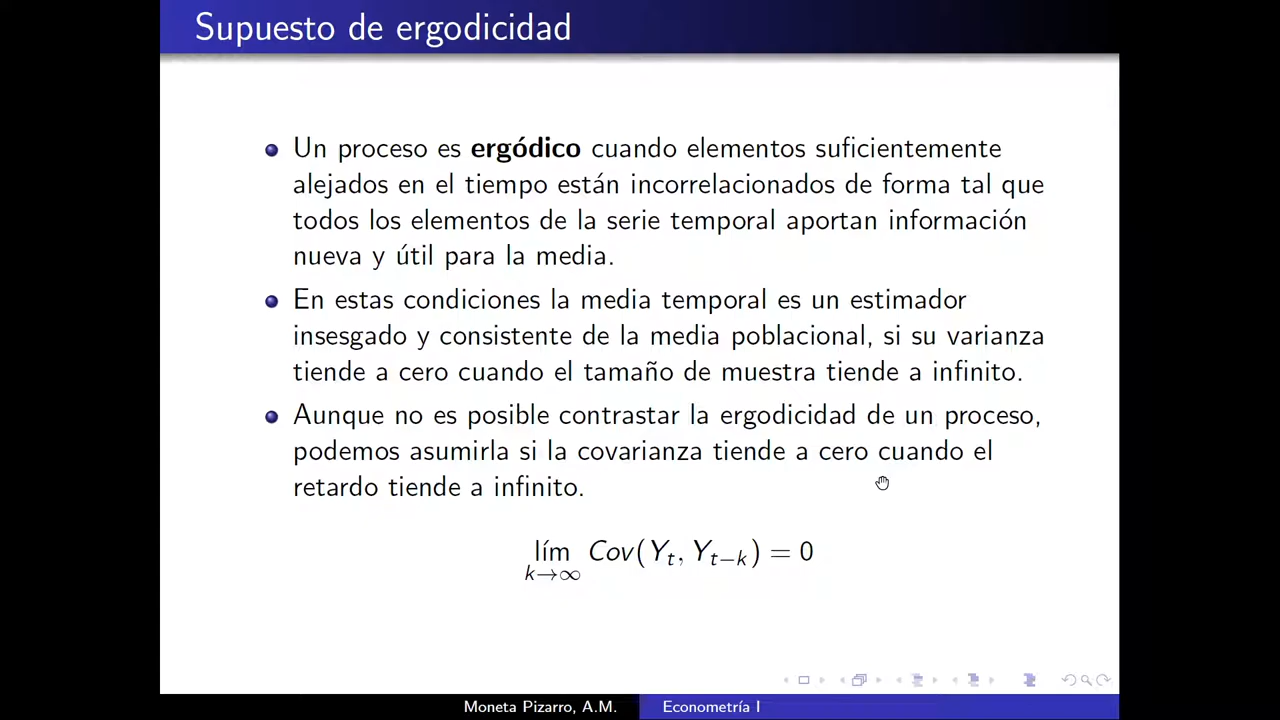 Supuesto de ergodicidad
Un proceso es ergódico cuando elementos suficientemente
alejados en el tiempo están incorrelacionados de forma tal que
todos los elementos de la serie temporal aportan información
nueva y útil para la media.
En estas condiciones la media temporal es un estimador
insesgado y consistente de la media poblacional, si su varianza
tiende a cero cuando el tamaño de muestra tiende a infinito.
Aunque no es posible contrastar la ergodicidad de un proceso,
podemos asumirla si la covarianza tiende a cero cuando el
retardo tiende a infinito.
lím Cov(Yₜ, Yₜ₋ₖ) = 0
k→∞
Moneta Pizarro, A.M. Econometría I